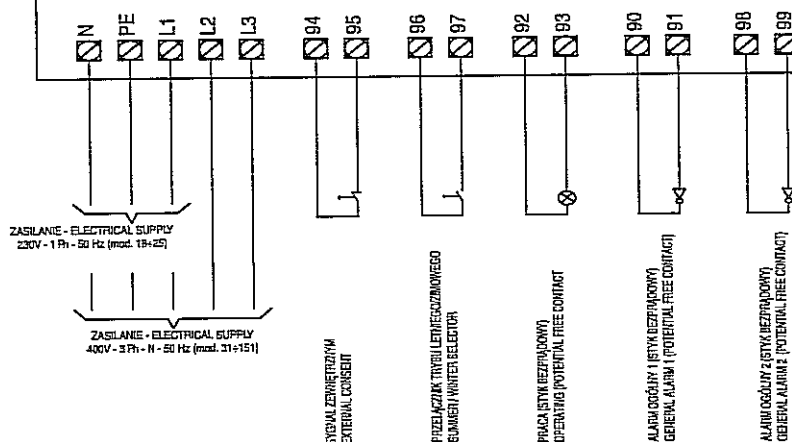 N
PE
L1
L2
L3
94
95
96
97
92
93
90
91
98
99
ZASILANIE - ELECTRICAL SUPPLY
230V - 1 Ph - 50 Hz (mod. 18÷25)
ZASILANIE - ELECTRICAL SUPPLY
400V - 3 Ph - N - 50 Hz (mod. 31÷151)
SYGNAŁ ZEWNĘTRZNYM
EXTERNAL CONSENT
PRZEŁĄCZNIK TRYBU LETNIEGO/ZIMOWEGO
SUMMER / WINTER SELECTOR
PRACA (STYK BEZPRĄDOWY)
OPERATING (POTENTIAL FREE CONTACT
ALARM OGÓLNY 1 (STYK BEZPRĄDOWY)
GENERAL ALARM 1 (POTENTIAL FREE CONTACT)
ALARM OGÓLNY 2 (STYK BEZPRĄDOWY)
GENERAL ALARM 2 (POTENTIAL FREE CONTACT)